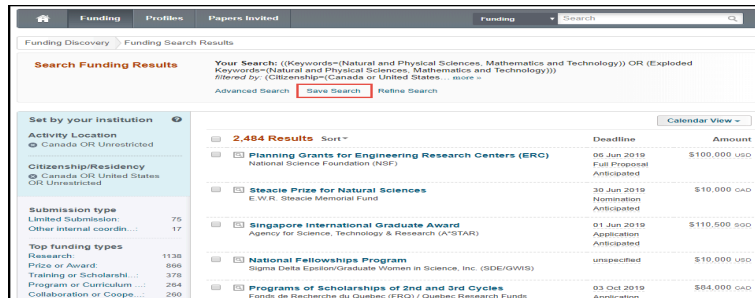 Funding Profiles Papers Invited Funding Search
Funding Discovery Funding Search Results
Search Funding Results
Your Search: ((Keywords=(Natural and Physical Sciences, Mathematics and Technology)) OR (Exploded
Keywords=(Natural and Physical Sciences, Mathematics and Technology)))
filtered by: (Citizenship=(Canada or United States... more »
Advanced Search Save Search Refine Search
Set by your institution
Activity Location
Canada OR Unrestricted
Citizenship/Residency
Canada OR United States
OR Unrestricted
Submission type
Limited Submission: 75
Other internal coordin...: 17
Top funding types
Research: 1138
Prize or Award: 866
Training or Scholarshi...: 378
Program or Curriculum ...: 264
Collaboration or Coope...: 260
Calendar View
2,484 Results Sort Deadline Amount
Planning Grants for Engineering Research Centers (ERC) 06 Jun 2019 $100,000 USD
National Science Foundation (NSF) Full Proposal
Anticipated
Steacie Prize for Natural Sciences 30 Jun 2019 $10,000 CAD
E.W.R. Steacie Memorial Fund Nomination
Anticipated
Singapore International Graduate Award 01 Jun 2019 $110,500 SGD
Agency for Science, Technology & Research (A*STAR) Application
Anticipated
National Fellowships Program unspecified $10,000 USD
Sigma Delta Epsilon/Graduate Women in Science, Inc. (SDE/GWIS)
Programs of Scholarships of 2nd and 3rd Cycles 03 Oct 2019 $84,000 CAD
Fonds de Recherche du Quebec (FRQ) / Quebec Research Funds Application